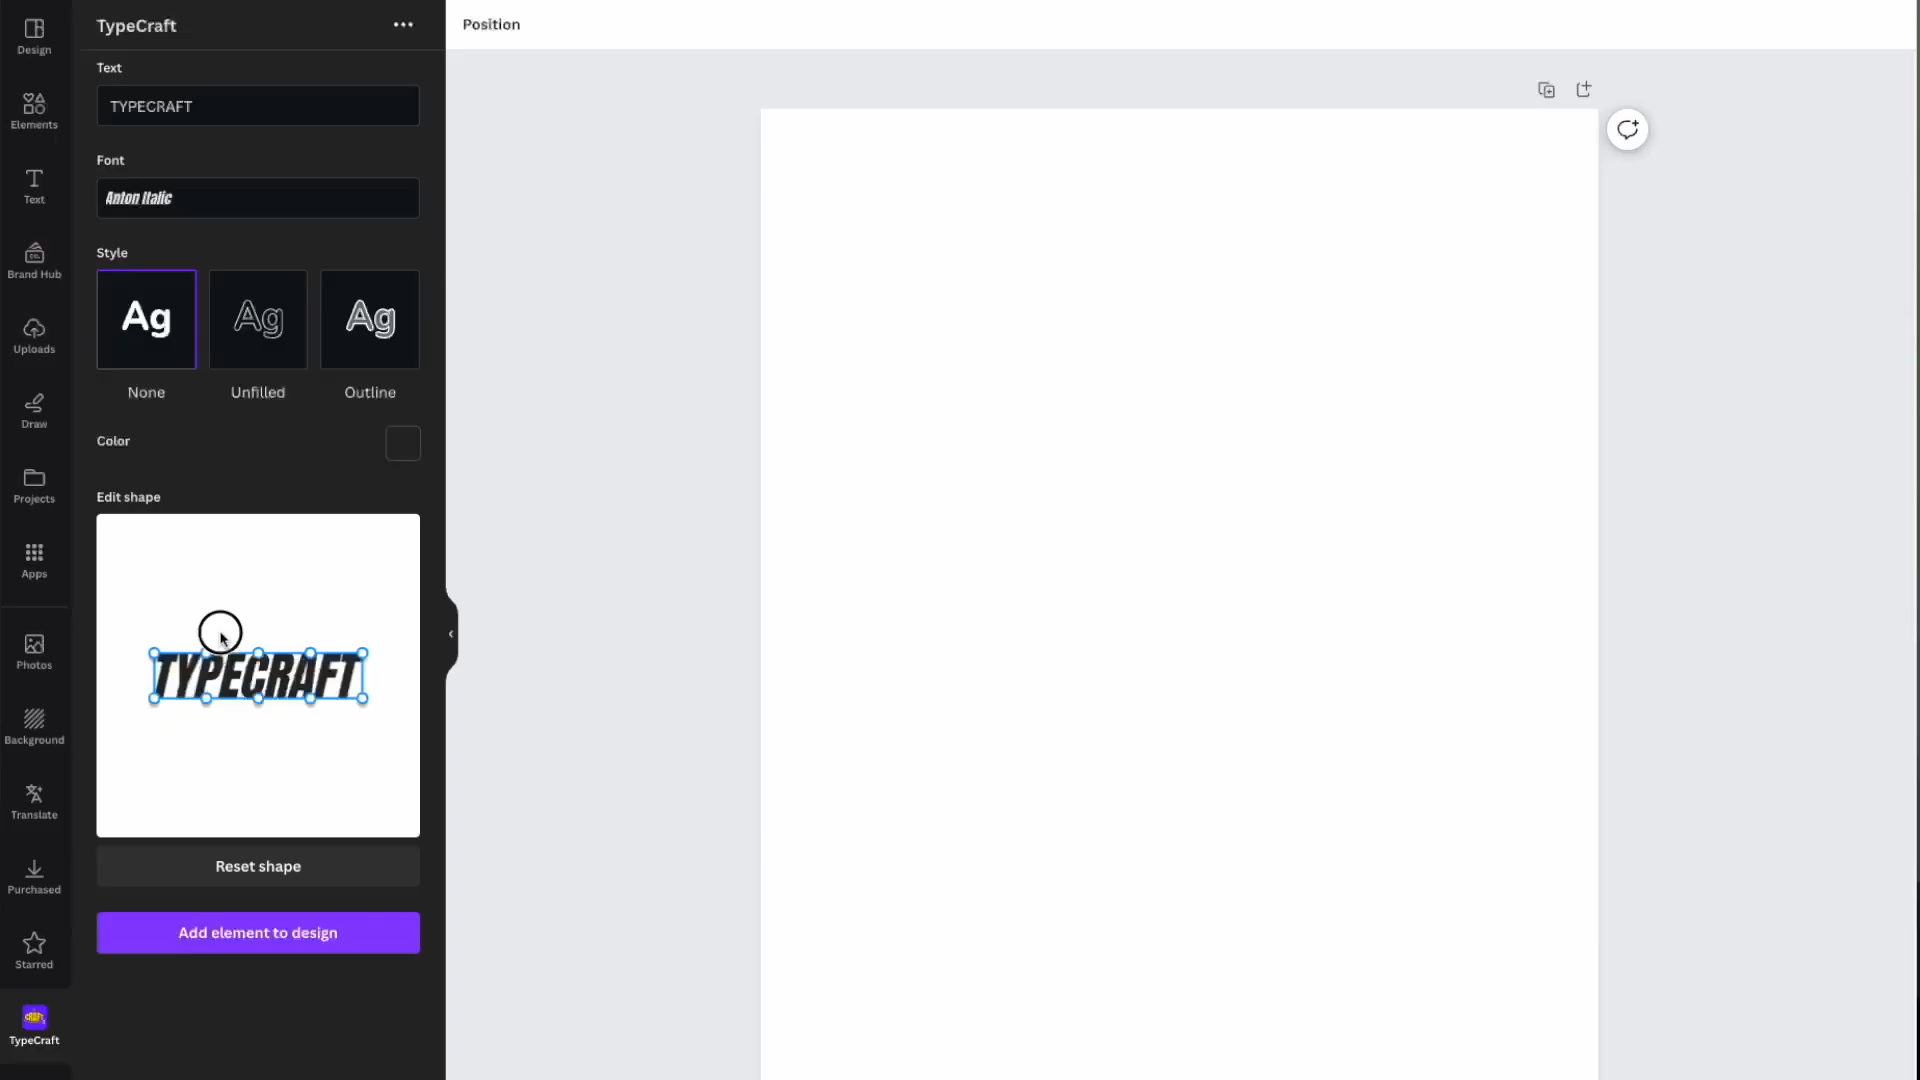 Design
Elements
Text
Brand Hub
Uploads
Draw
Projects
Apps
Photos
Background
Translate
Purchased
Starred
TypeCraft
TypeCraft
Text
TYPECRAFT
Font
Anton Italic
Style
Ag Ag Ag
None Unfilled Outline
Color
Edit shape
TYPECRAFT
Reset shape
Add element to design
Position